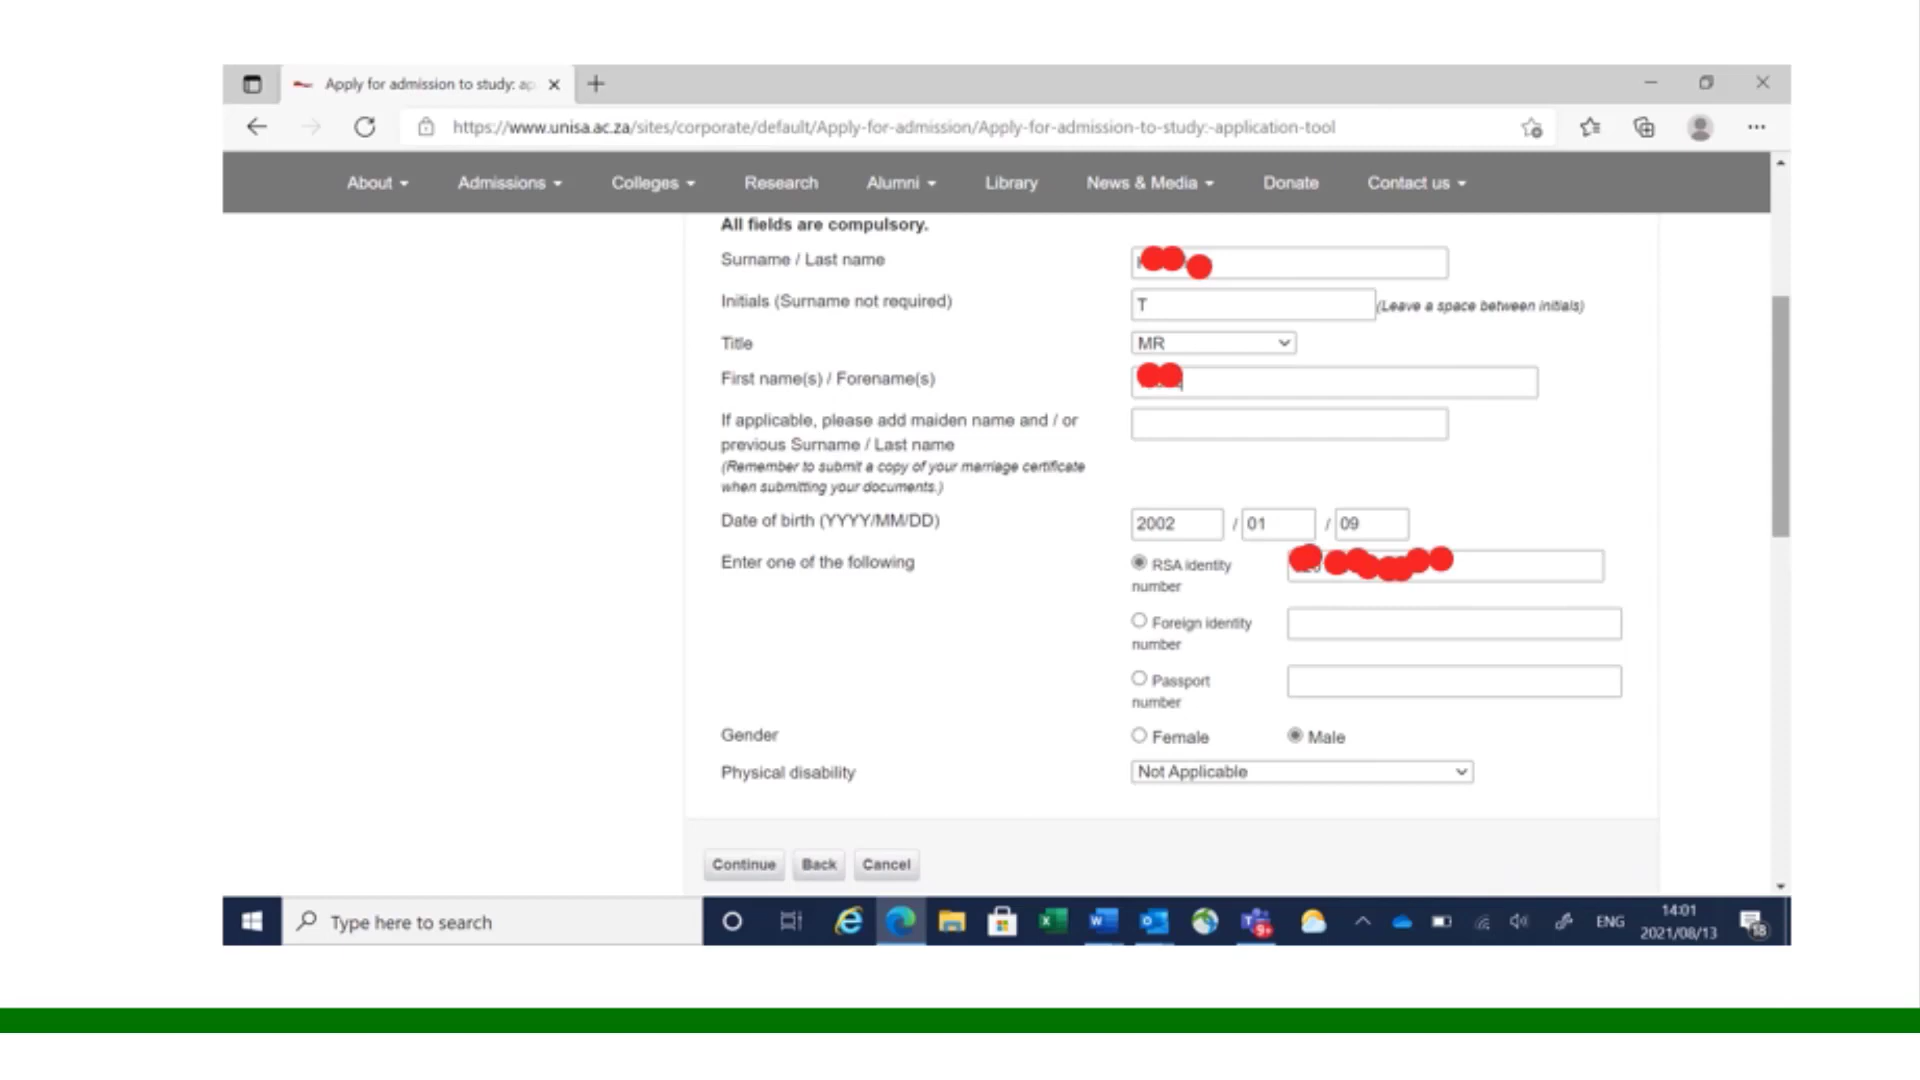 Apply for admission to study: ap
https://www.unisa.ac.za/sites/corporate/default/Apply-for-admission/Apply-for-admission-to-study:-application-tool
About Admissions Colleges Research Alumni Library News & Media Donate Contact us
All fields are compulsory.
Surname / Last name
Initials (Surname not required) T (Leave a space between initials)
Title MR
First name(s) / Forename(s)
If applicable, please add maiden name and / or
previous Surname / Last name
(Remember to submit a copy of your marriage certificate
when submitting your documents.)
Date of birth (YYYY/MM/DD) 2002 / 01 / 09
Enter one of the following RSA identity
number
Foreign identity
number
Passport
number
Gender Female Male
Physical disability Not Applicable
Continue Back Cancel
Type here to search
ENG
14:01
2021/08/13
18
9+